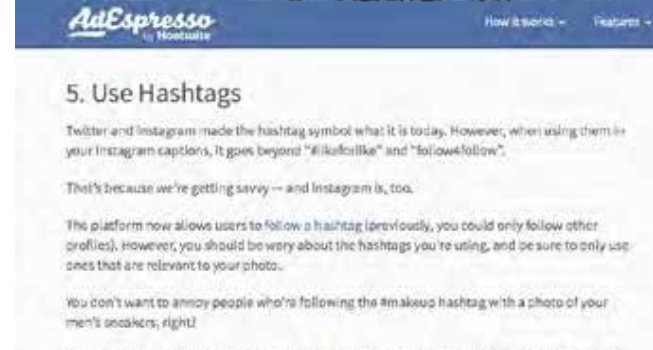 AdEspresso
by Hootsuite
How it works
Features
5. Use Hashtags
Twitter and Instagram made the hashtag symbol what it is today. However, when using them in
your Instagram captions, it goes beyond "#likeforlike" and "follow4follow".
That's because we're getting savvy -- and Instagram is, too.
The platform now allows users to follow a hashtag (previously, you could only follow other
profiles). However, you should be wary about the hashtags you're using, and be sure to only use
ones that are relevant to your photo.
You don't want to annoy people who're following the #makeup hashtag with a photo of your
men's sneakers, right?